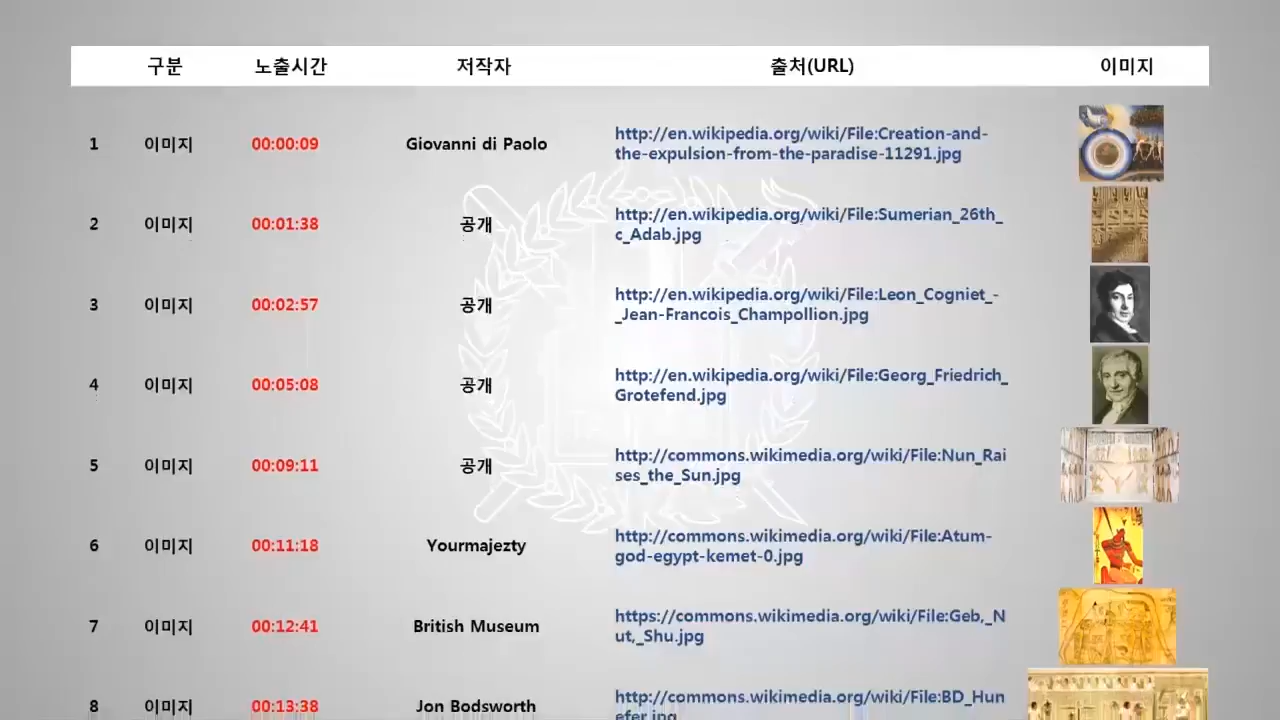 구분 노출시간 저작자 출처(URL) 이미지
1 이미지 00:00:09 Giovanni di Paolo http://en.wikipedia.org/wiki/File:Creation-and-
the-expulsion-from-the-paradise-11291.jpg
2 이미지 00:01:38 공개 http://en.wikipedia.org/wiki/File:Sumerian_26th_
c_Adab.jpg
3 이미지 00:02:57 공개 http://en.wikipedia.org/wiki/File:Leon_Cogniet_-
_Jean-Francois_Champollion.jpg
4 이미지 00:05:08 공개 http://en.wikipedia.org/wiki/File:Georg_Friedrich_
Grotefend.jpg
5 이미지 00:09:11 공개 http://commons.wikimedia.org/wiki/File:Nun_Rai
ses_the_Sun.jpg
6 이미지 00:11:18 Yourmajezty http://commons.wikimedia.org/wiki/File:Atum-
god-egypt-kemet-0.jpg
7 이미지 00:12:41 British Museum https://commons.wikimedia.org/wiki/File:Geb,_N
ut,_Shu.jpg
8 이미지 00:13:38 Jon Bodsworth http://commons.wikimedia.org/wiki/File:BD_Hun
efer.jpg